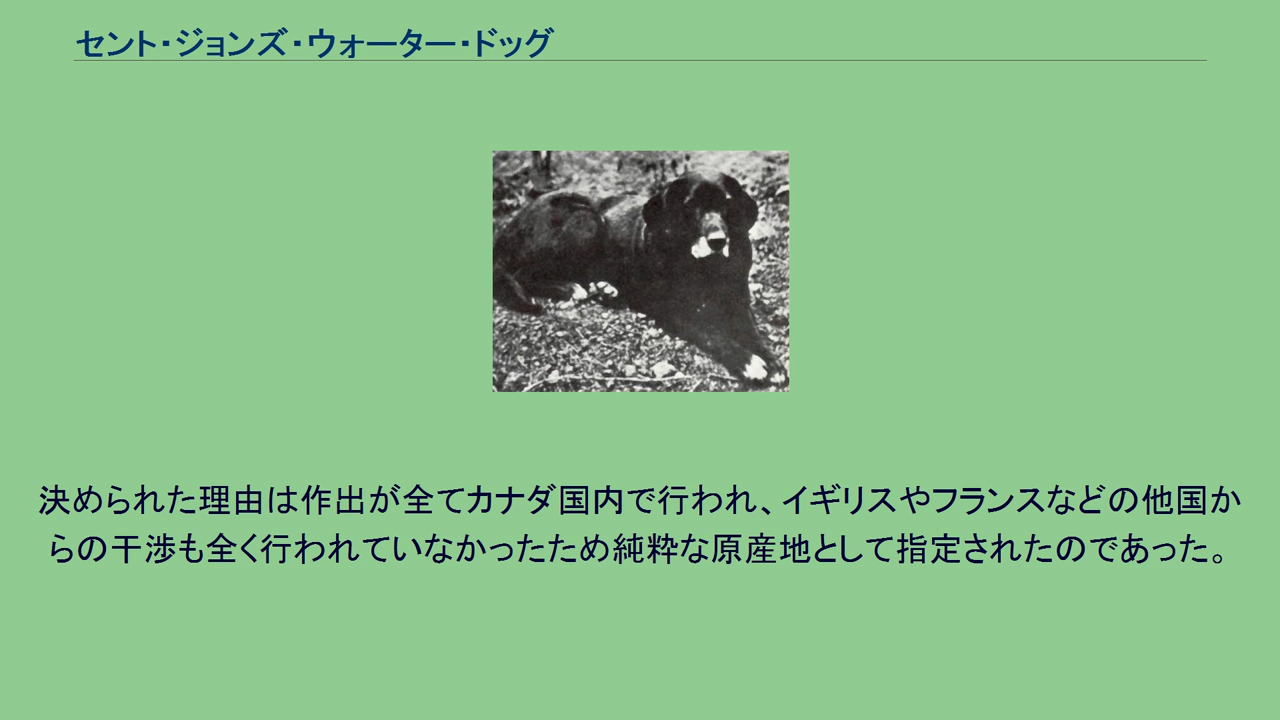 セント・ジョンズ・ウォーター・ドッグ
決められた理由は作出が全てカナダ国内で行われ、イギリスやフランスなどの他国か
らの干渉も全く行われていなかったため純粋な原産地として指定されたのであった。